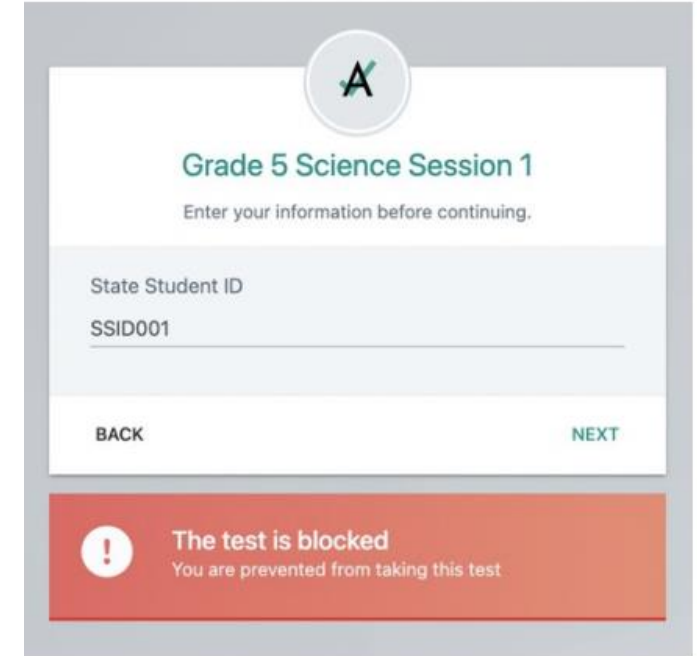 A
Grade 5 Science Session 1
Enter your information before continuing.
State Student ID
SSID001
BACK
NEXT
The test is blocked
You are prevented from taking this test